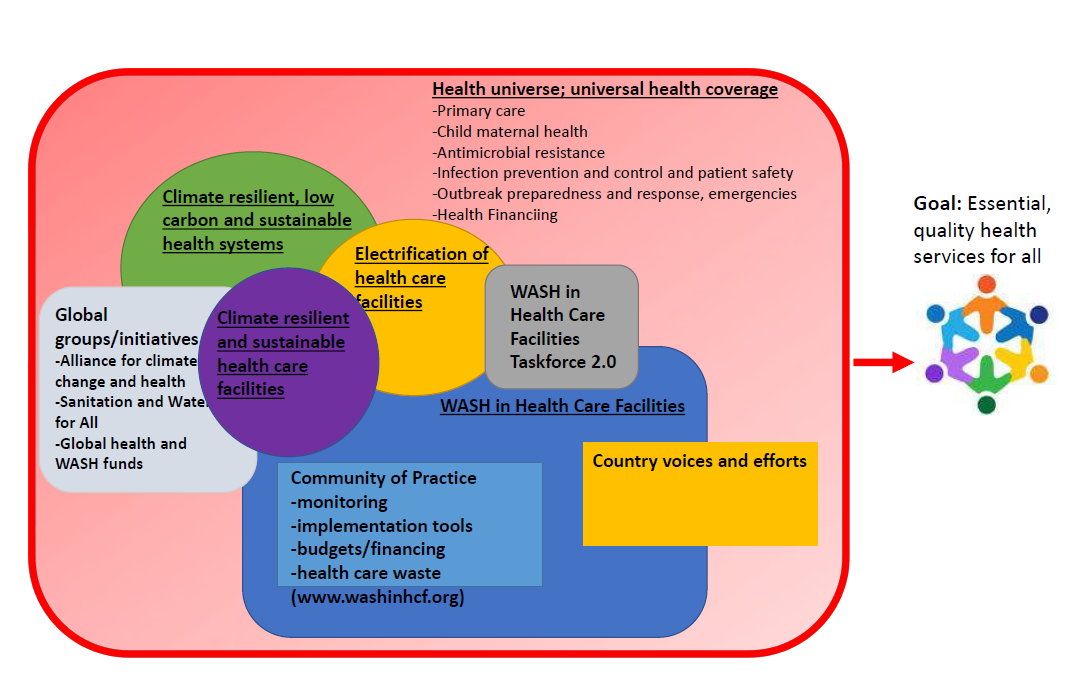 Health universe; universal health coverage
-Primary care
-Child maternal health
-Antimicrobial resistance
-Infection prevention and control and patient safety
-Outbreak preparedness and response, emergencies
-Health Financiing
Climate resilient, low
carbon and sustainable
health systems
Electrification of
health care
facilities
WASH in
Health Care
Facilities
Taskforce 2.0
Goal: Essential,
quality health
services for all
Global
groups/initiatives
-Alliance for climate
change and health
-Sanitation and Wate
for All
-Global health and
WASH funds
Climate resilient
and sustainable
health care
facilities
WASH in Health Care Facilities
Community of Practice
-monitoring
-implementation tools
-budgets/financing
-health care waste
(www.washinhcf.org)
Country voices and efforts